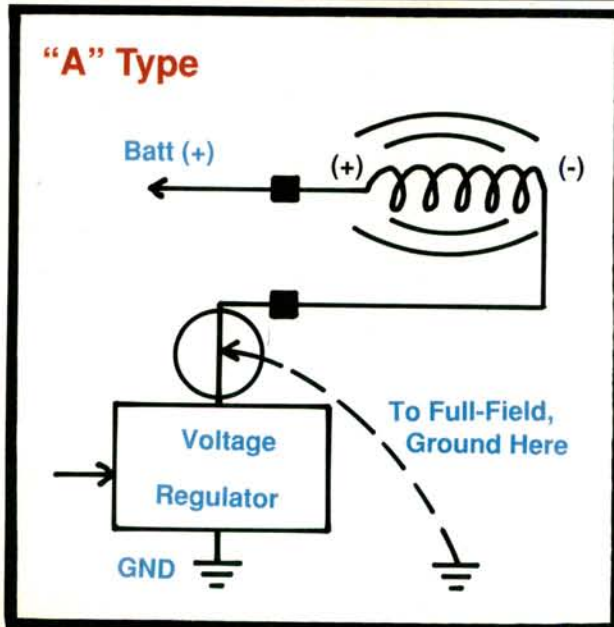 “A” Type
Batt (+)
(+)
(-)
To Full-Field,
Ground Here
Voltage
Regulator
GND